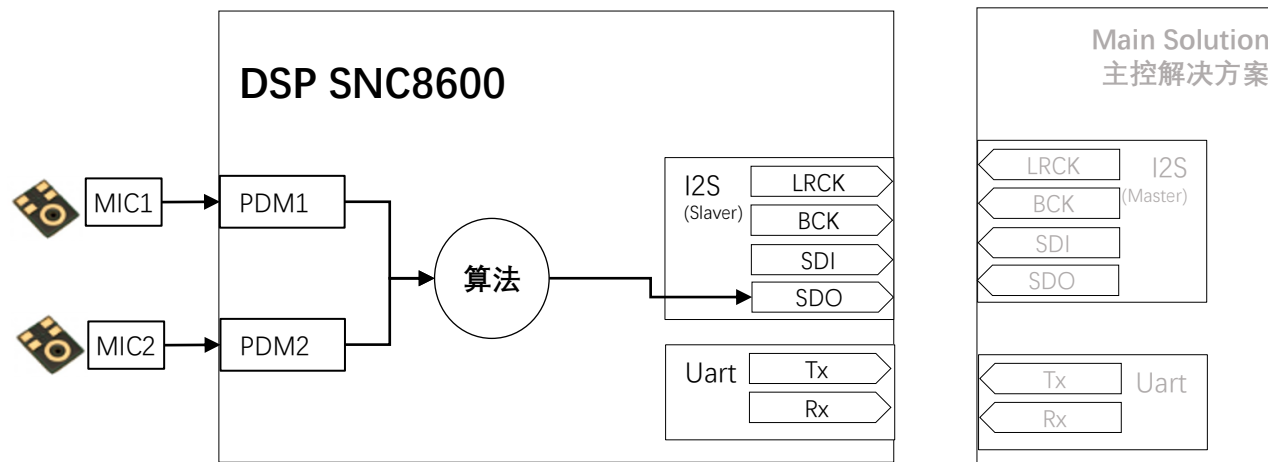 DSP SNC8600
Main Solution
主控解决方案
MIC1
PDM1
MIC2
PDM2
算法
I2S
(Slaver)
LRCK
BCK
SDI
SDO
Uart
Tx
Rx
LRCK
BCK
SDI
SDO
I2S
(Master)
Tx
Rx
Uart